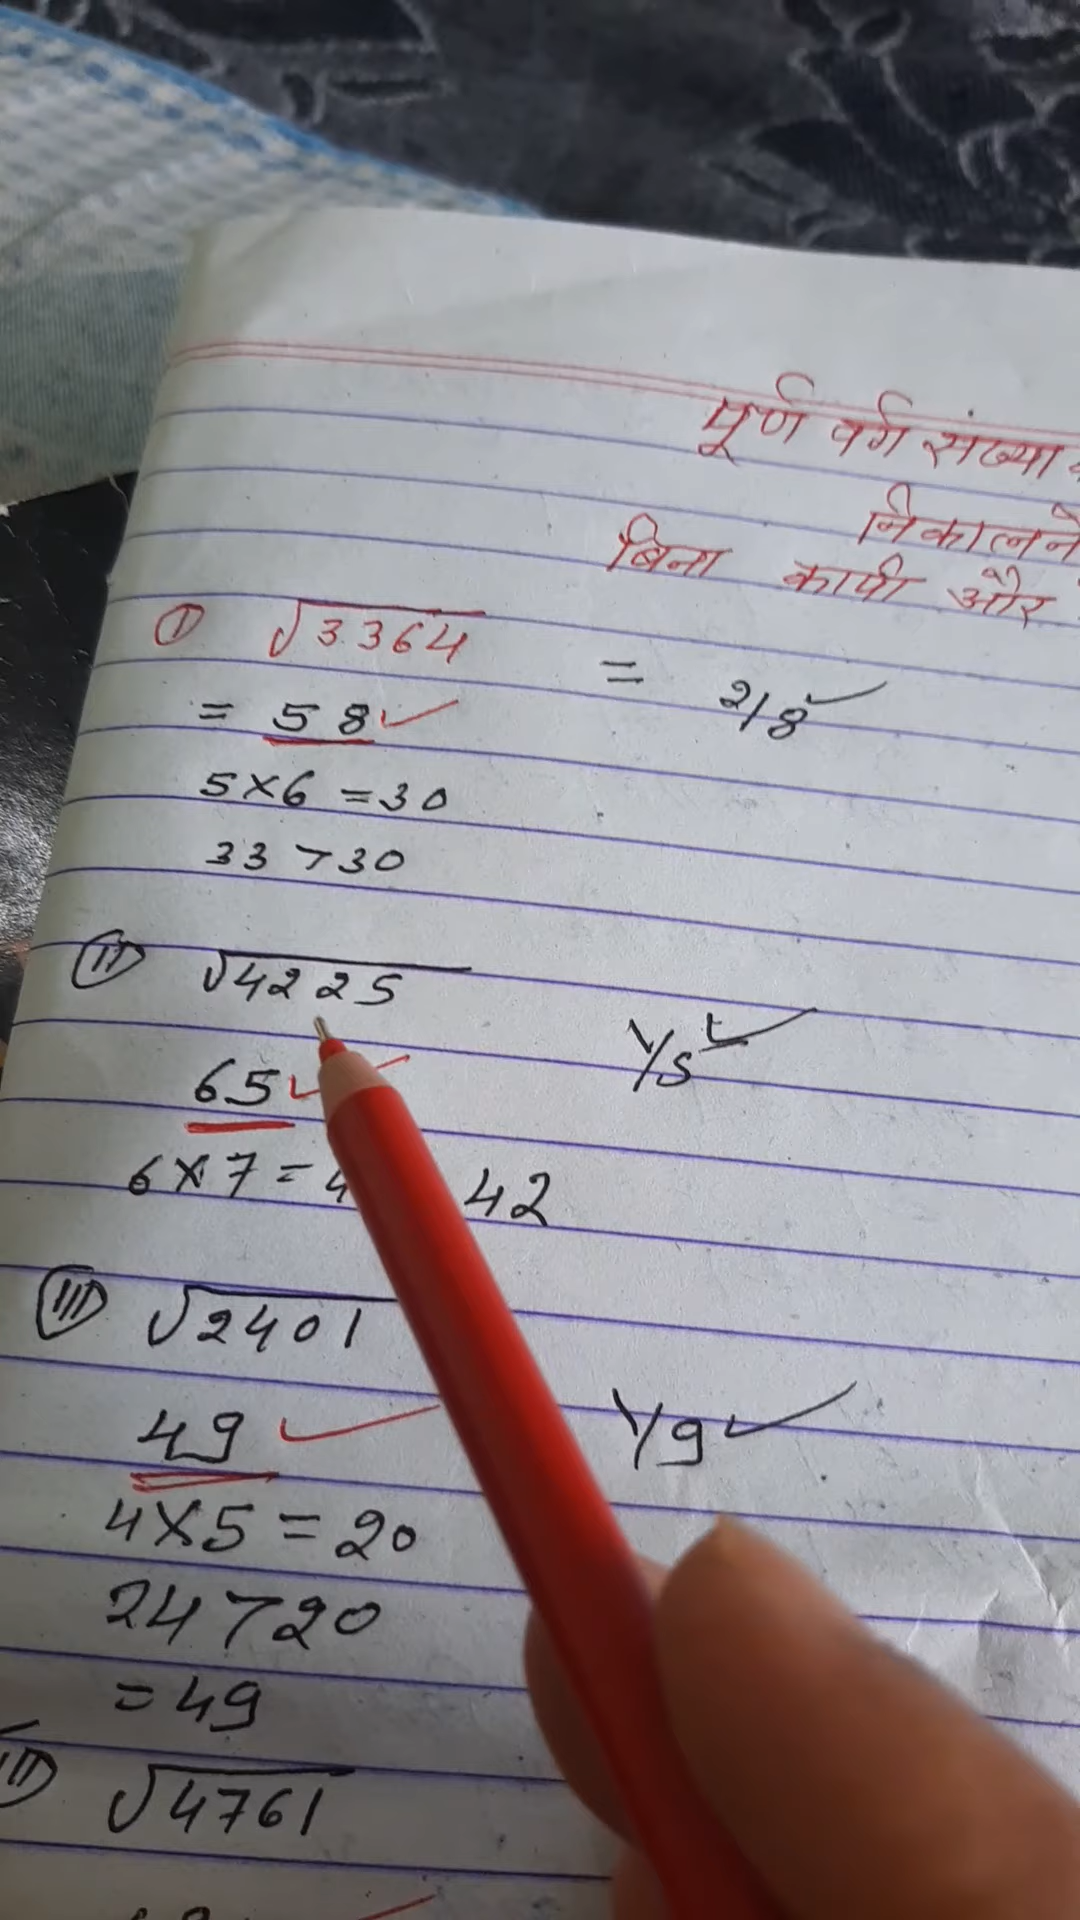 पूर्ण वर्ग संख्या
निकालने
बिना कापी और
I √3364 = 2/8
= 58
5×6 = 30
33 > 30
II √4225
65 1/5
6×7 = 4 42
III √2401
49 1/9
4×5 = 20
24 > 20
= 49
√4761